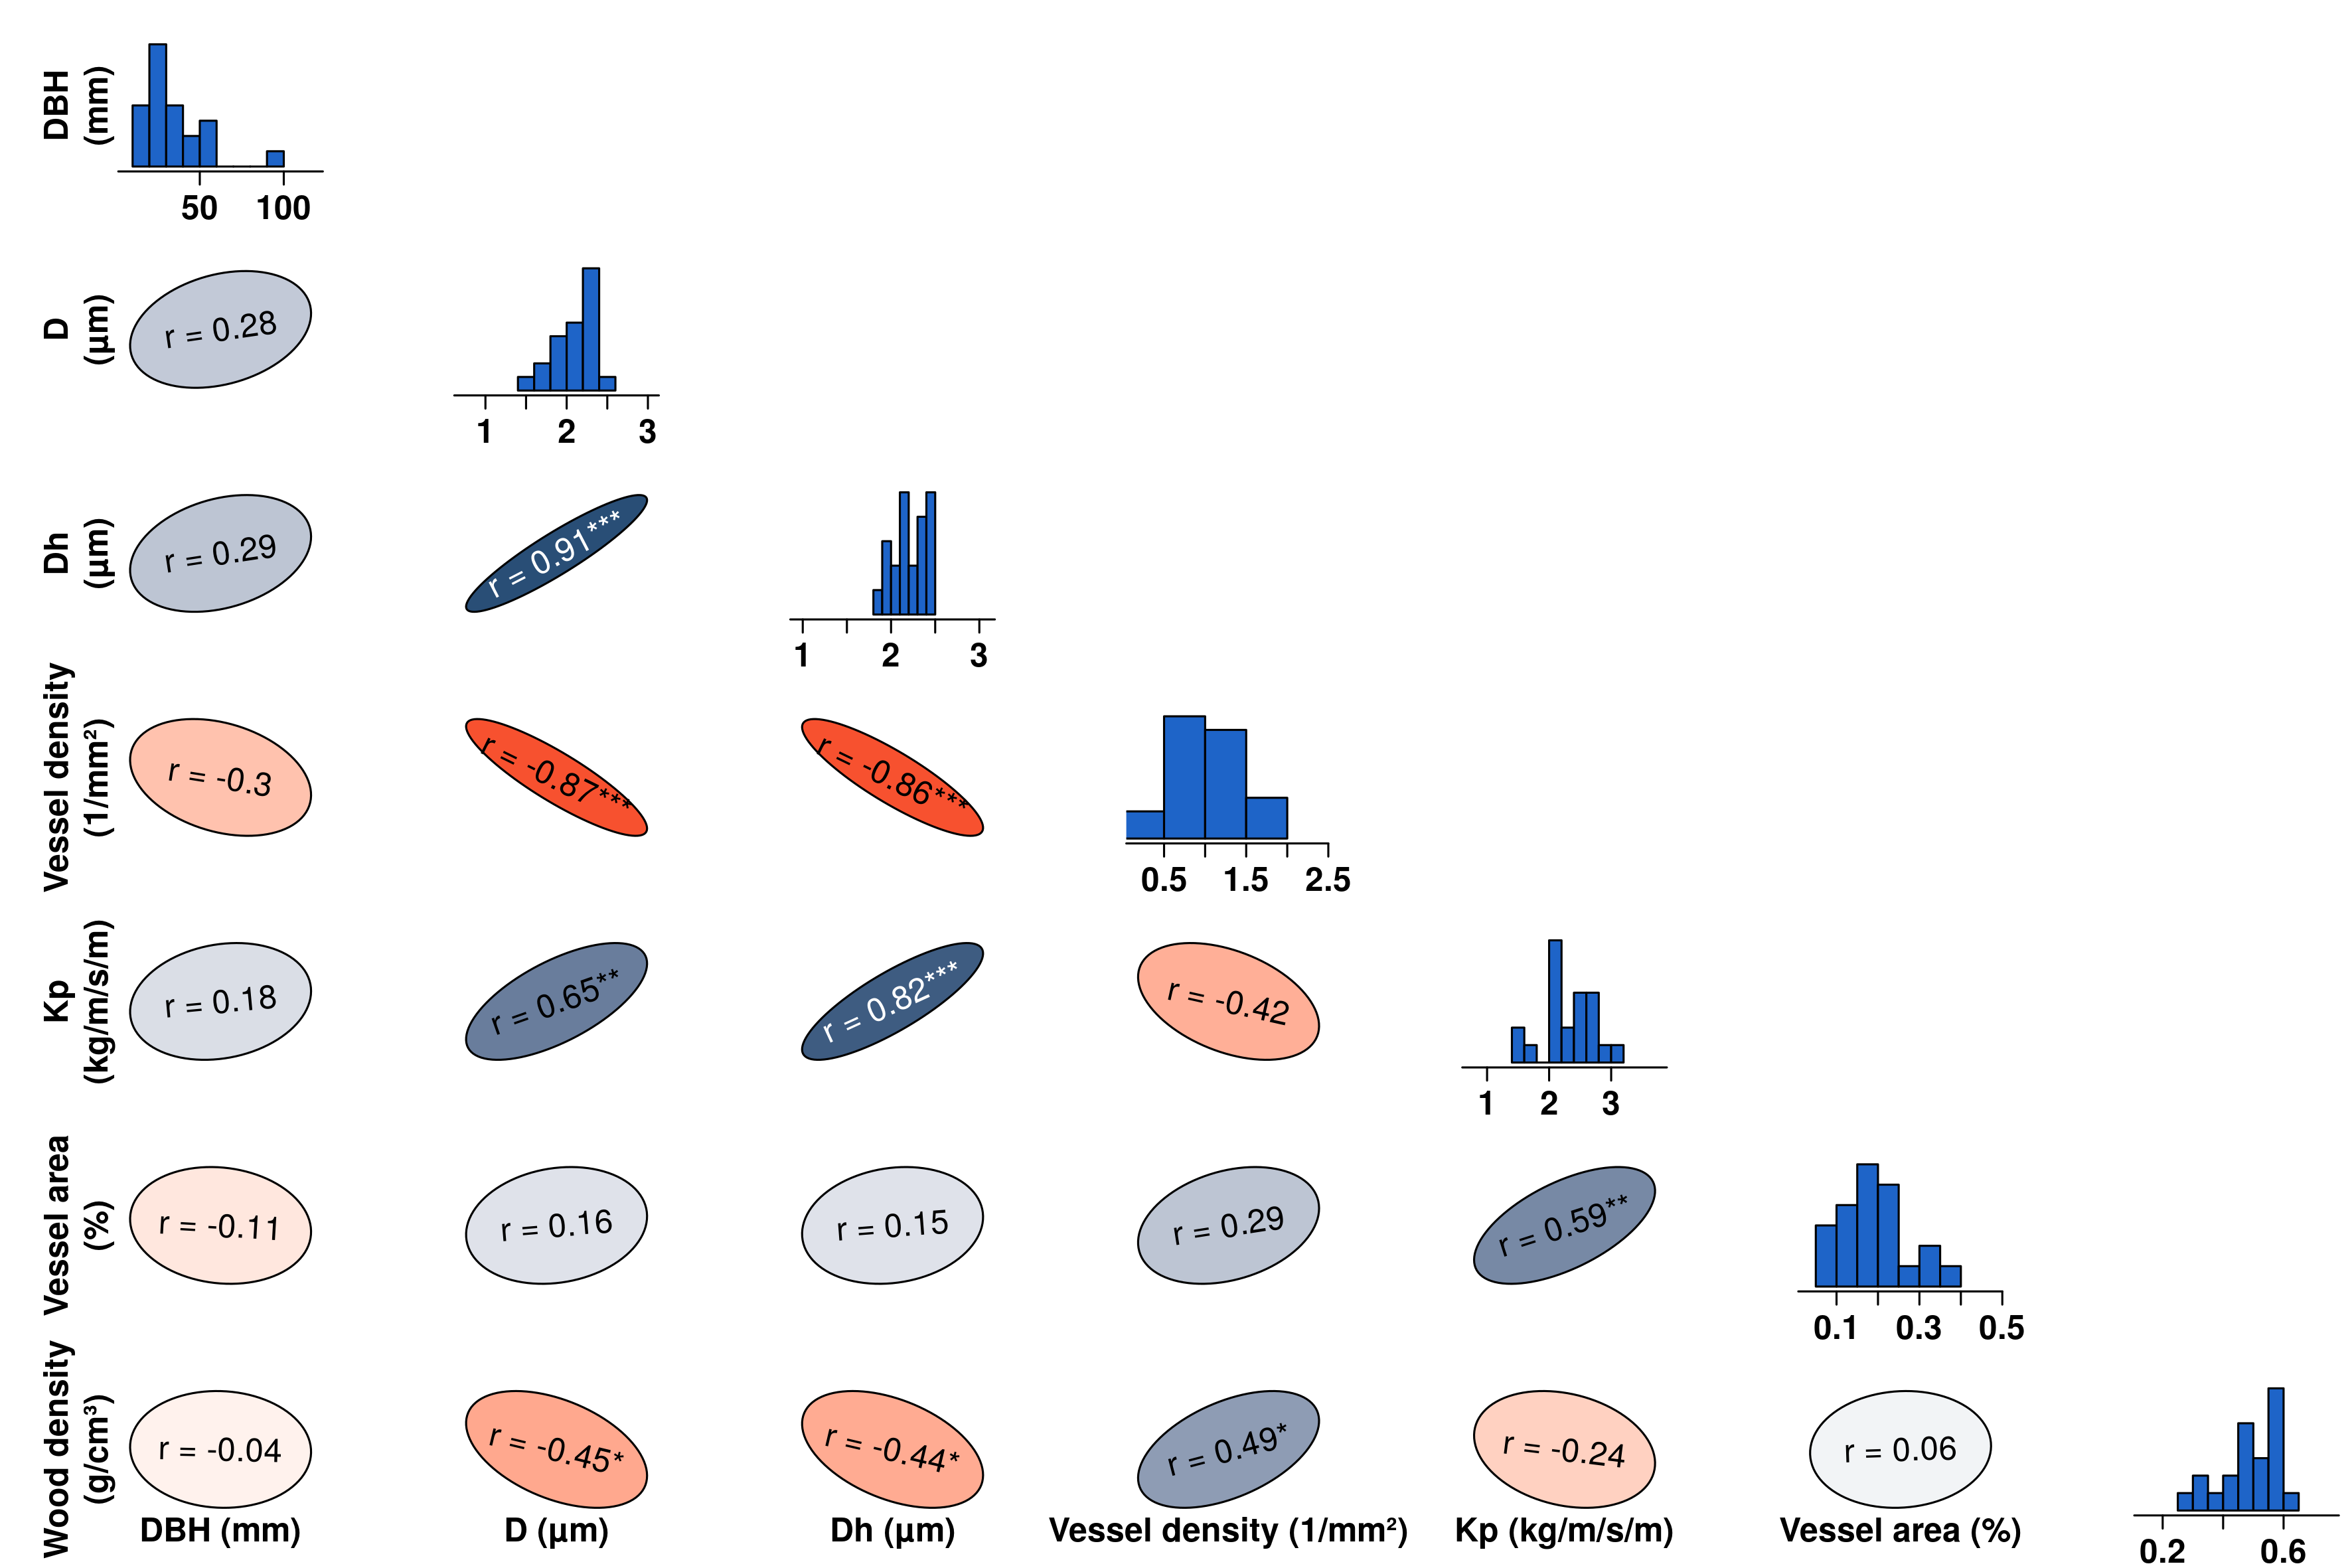 DBH
(mm)
50 100
D
(µm)
r = 0.28
1 2 3
Dh
(µm)
r = 0.29
r = 0.91***
1 2 3
Vessel density
(1/mm²)
r = -0.3
r = -0.87***
r = -0.86***
0.5 1.5 2.5
Kp
(kg/m/s/m)
r = 0.18
r = 0.65**
r = 0.82***
r = -0.42
1 2 3
Vessel area
(%)
r = -0.11
r = 0.16
r = 0.15
r = 0.29
r = 0.59**
0.1 0.3 0.5
Wood density
(g/cm³)
r = -0.04
r = -0.45*
r = -0.44*
r = 0.49*
r = -0.24
r = 0.06
0.2 0.6
DBH (mm)
D (µm)
Dh (µm)
Vessel density (1/mm²)
Kp (kg/m/s/m)
Vessel area (%)